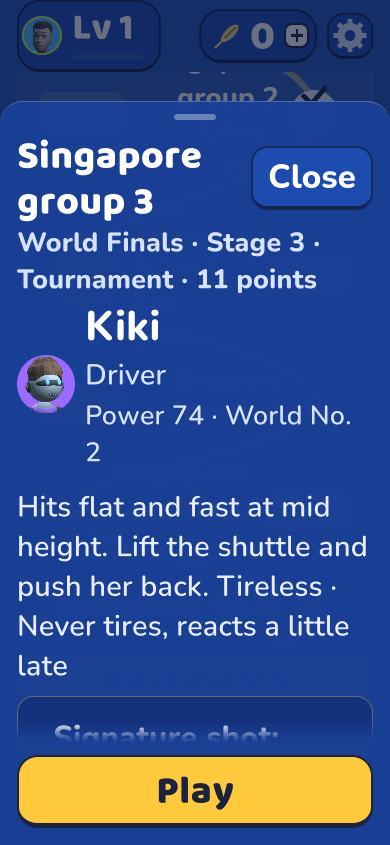 Lv 1
0
group 2
Singapore
group 3
Close
World Finals · Stage 3 ·
Tournament · 11 points
Kiki
Driver
Power 74 · World No.
2
Hits flat and fast at mid
height. Lift the shuttle and
push her back. Tireless ·
Never tires, reacts a little
late
Signature shot:
Play